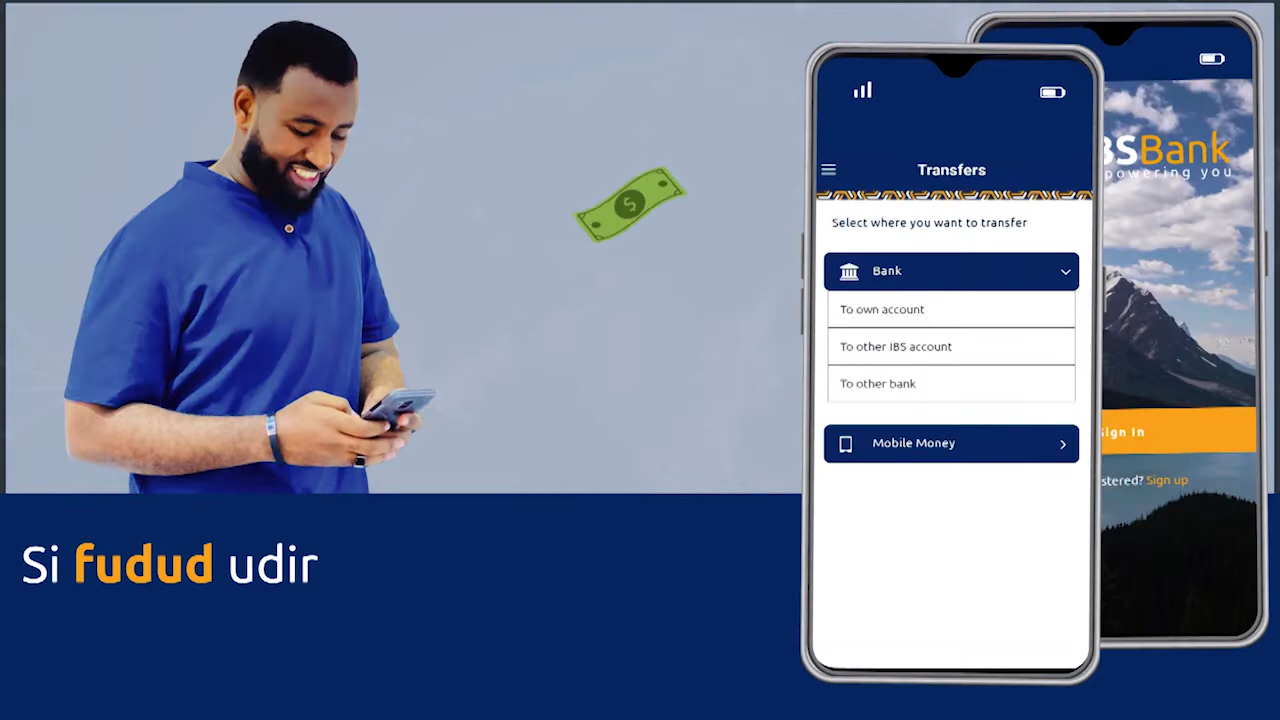 Si fudud udir
Transfers
Select where you want to transfer
Bank
To own account
To other IBS account
To other bank
Mobile Money
BSBank
powering you
Sign In
stered? Sign up